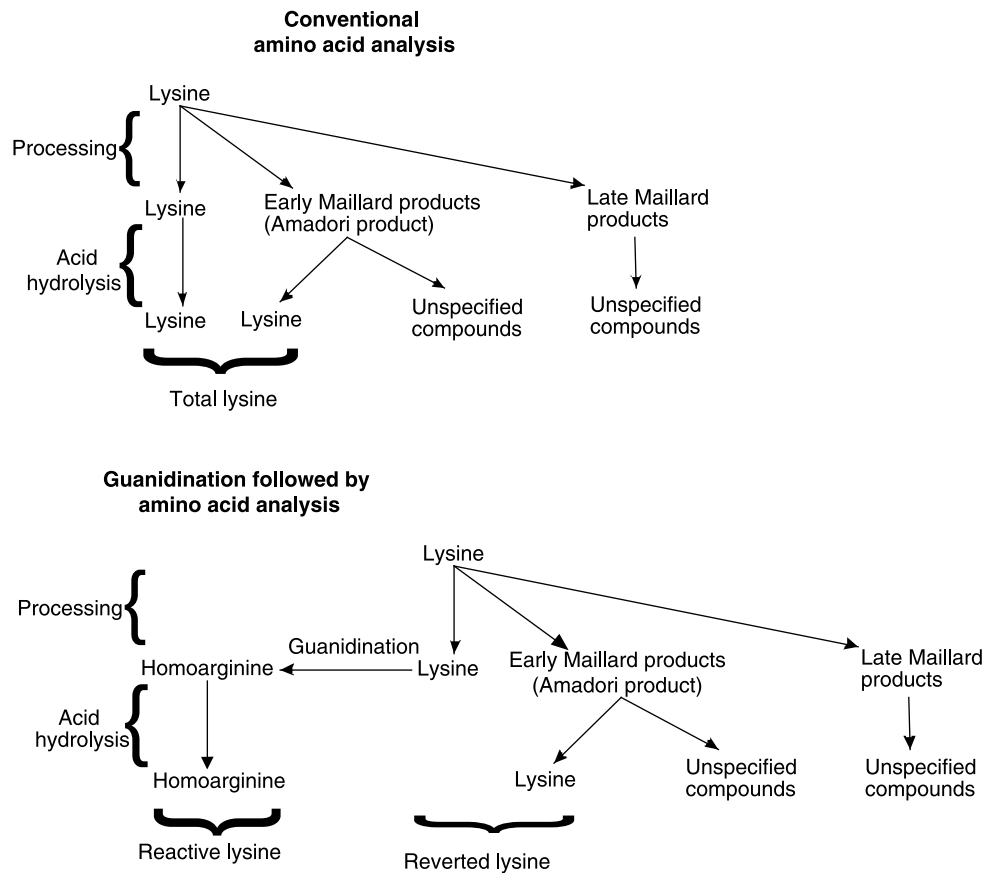 Conventional
amino acid analysis
Lysine
Processing
Lysine
Early Maillard products
(Amadori product)
Late Maillard
products
Acid
hydrolysis
Lysine
Lysine
Unspecified
compounds
Unspecified
compounds
Total lysine
Guanidination followed by
amino acid analysis
Lysine
Processing
Guanidination
Homoarginine
Lysine
Early Maillard products
(Amadori product)
Late Maillard
products
Acid
hydrolysis
Homoarginine
Lysine
Unspecified
compounds
Unspecified
compounds
Reactive lysine
Reverted lysine